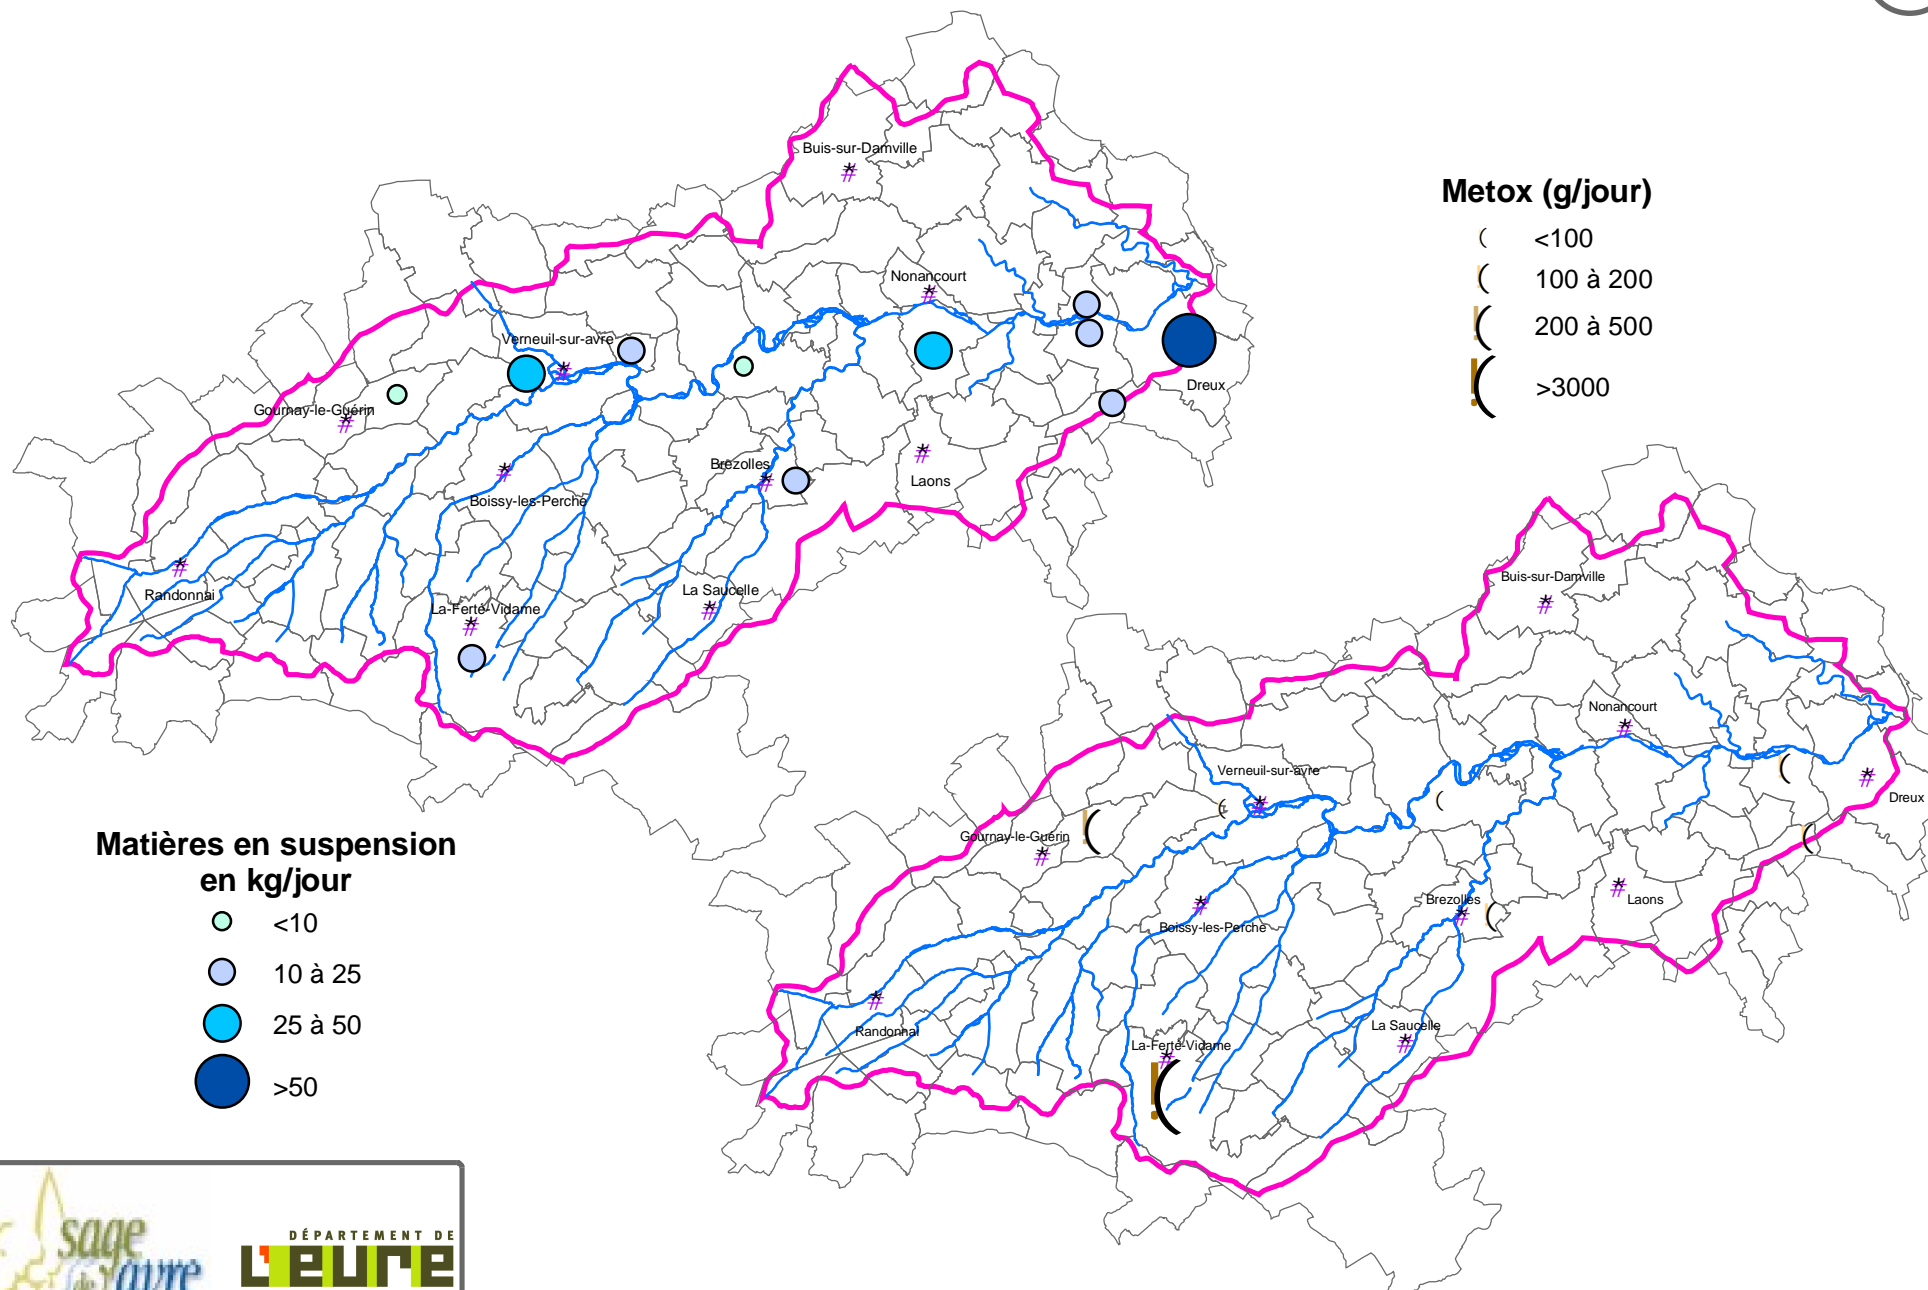 Buis-sur-Damville
Nonancourt
Verneuil-sur-avre
Gournay-le-Guérin
Dreux
Brezolles
Laons
Boissy-les-Perche
Randonnai
La-Ferté-Vidame
La Saucelle
Metox (g/jour)
<100
100 à 200
200 à 500
>3000
Buis-sur-Damville
Nonancourt
Verneuil-sur-avre
Gournay-le-Guérin
Dreux
Brezolles
Laons
Boissy-les-Perche
Randonnai
La Saucelle
La-Ferté-Vidame
Matières en suspension
en kg/jour
<10
10 à 25
25 à 50
>50
sage
de l'avre
DÉPARTEMENT DE
L'EURE